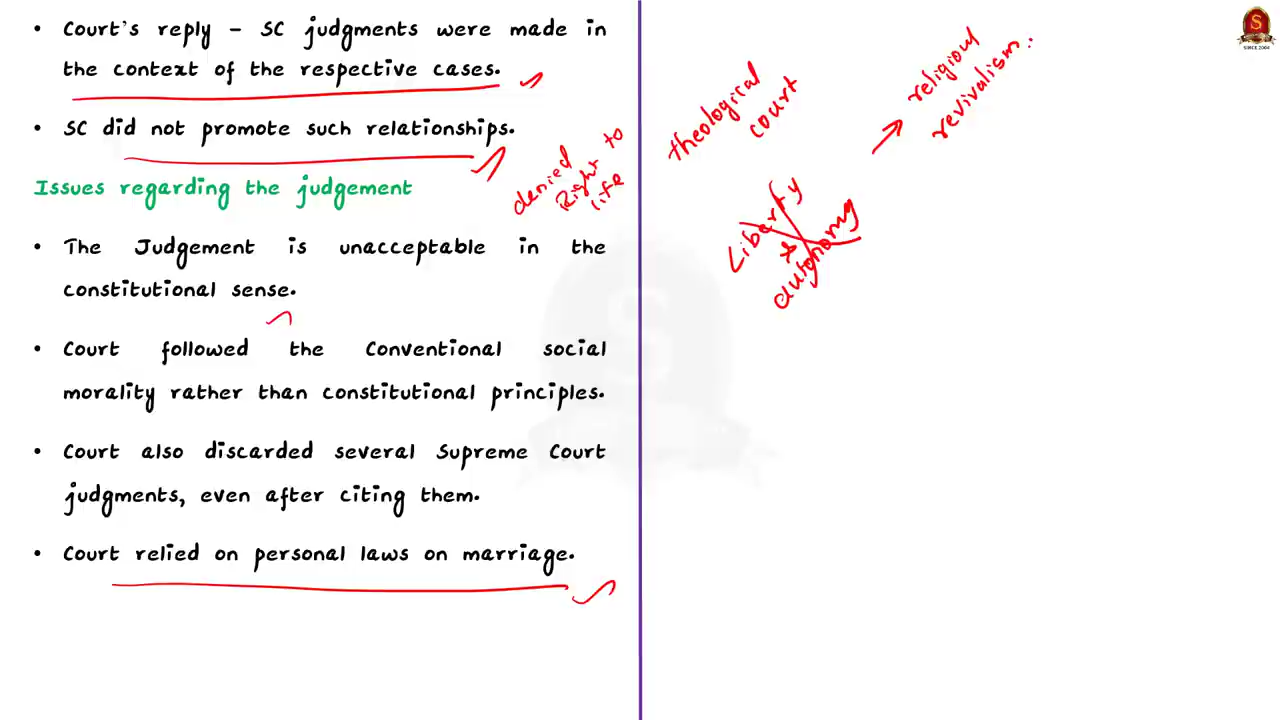 • Court's reply – SC judgments were made in
the context of the respective cases.
• SC did not promote such relationships.
denied
Right to
life
Issues regarding the judgement
• The Judgement is unacceptable in the
constitutional sense.
• Court followed the Conventional social
morality rather than constitutional principles.
• Court also discarded several Supreme Court
judgments, even after citing them.
• Court relied on personal laws on marriage.
theological
court
→ religious
revivalism..
Liberty
&
autonomy
S
SINCE 2004